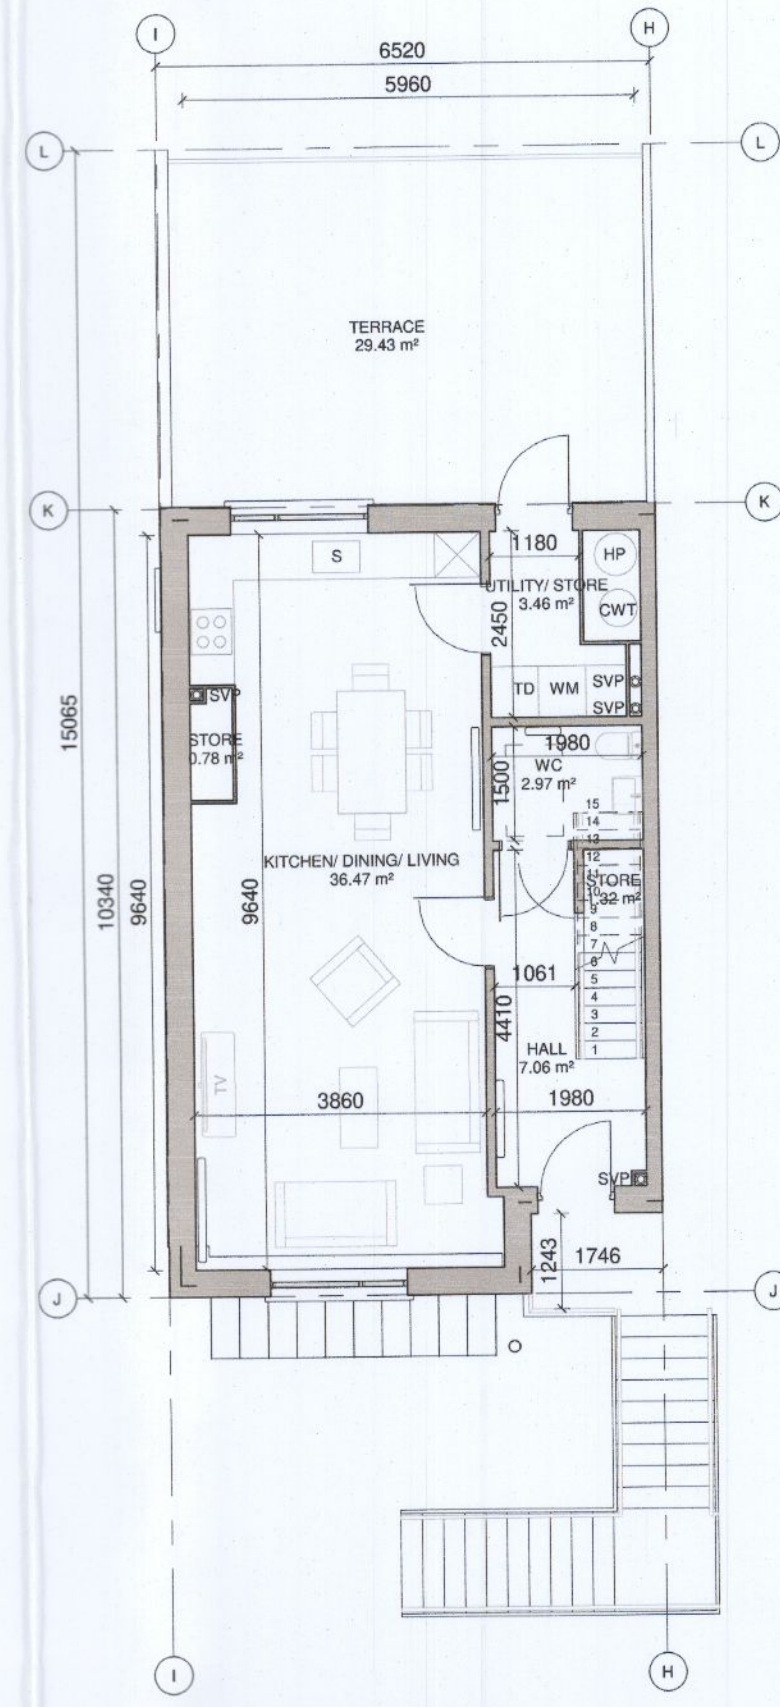 I
H
6520
5960
L
L
TERRACE
29.43 m²
K
K
S
1180
HP
UTILITY/ STORE
3.46 m²
CWT
2450
TD
WM
SVP
SVP
SVP
15065
STORE
0.78 m²
1980
WC
2.97 m²
1500
15
14
13
12
11
10
9
8
7
6
5
4
3
2
1
STORE
KITCHEN/ DINING/ LIVING
36.47 m²
10340
9640
9640
1061
4410
HALL
7.06 m²
TV
3860
1980
SVP
1243
1746
J
J
I
H